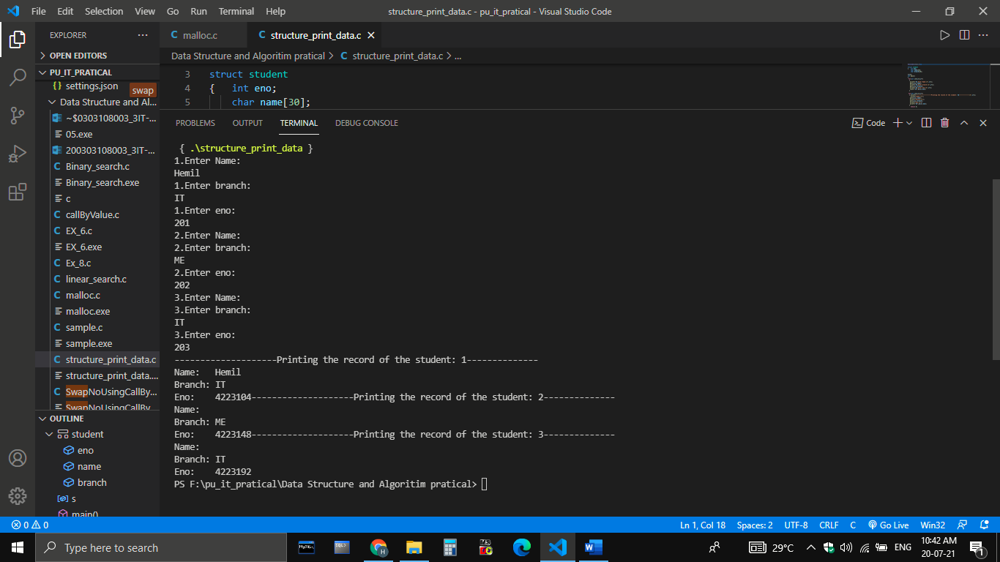 File Edit Selection View Go Run Terminal Help
structure_print_data.c - pu_it_pratical - Visual Studio Code
EXPLORER
OPEN EDITORS
PU_IT_PRATICAL
{} settings.json
swap
Data Structure and Al...
~$0303108003_3IT-...
05.exe
200303108003_3IT-...
C Binary_search.c
Binary_search.exe
c
C callByValue.c
C EX_6.c
EX_6.exe
C Ex_8.c
C linear_search.c
C malloc.c
malloc.exe
C sample.c
sample.exe
C structure_print_data.c
structure_print_data....
C SwapNoUsingCallBy...
SwapNoUsingCallBy
OUTLINE
student
eno
name
branch
s
main()
C malloc.c
C structure_print_data.c
Data Structure and Algoritim pratical > C structure_print_data.c > ...
3 struct student
4 { int eno;
5 char name[30];
PROBLEMS OUTPUT TERMINAL DEBUG CONSOLE
Code
{ .\structure_print_data }
1.Enter Name:
Hemil
1.Enter branch:
IT
1.Enter eno:
201
2.Enter Name:
2.Enter branch:
ME
2.Enter eno:
202
3.Enter Name:
3.Enter branch:
IT
3.Enter eno:
203
--------------------Printing the record of the student: 1--------------
Name: Hemil
Branch: IT
Eno: 4223104--------------------Printing the record of the student: 2--------------
Name:
Branch: ME
Eno: 4223148--------------------Printing the record of the student: 3--------------
Name:
Branch: IT
Eno: 4223192
PS F:\pu_it_pratical\Data Structure and Algoritim pratical>
0 0
Ln 1, Col 18 Spaces: 2 UTF-8 CRLF C Go Live Win32
Type here to search
MySQL
SQL>
H
29°C
ENG
10:42 AM
20-07-21
1